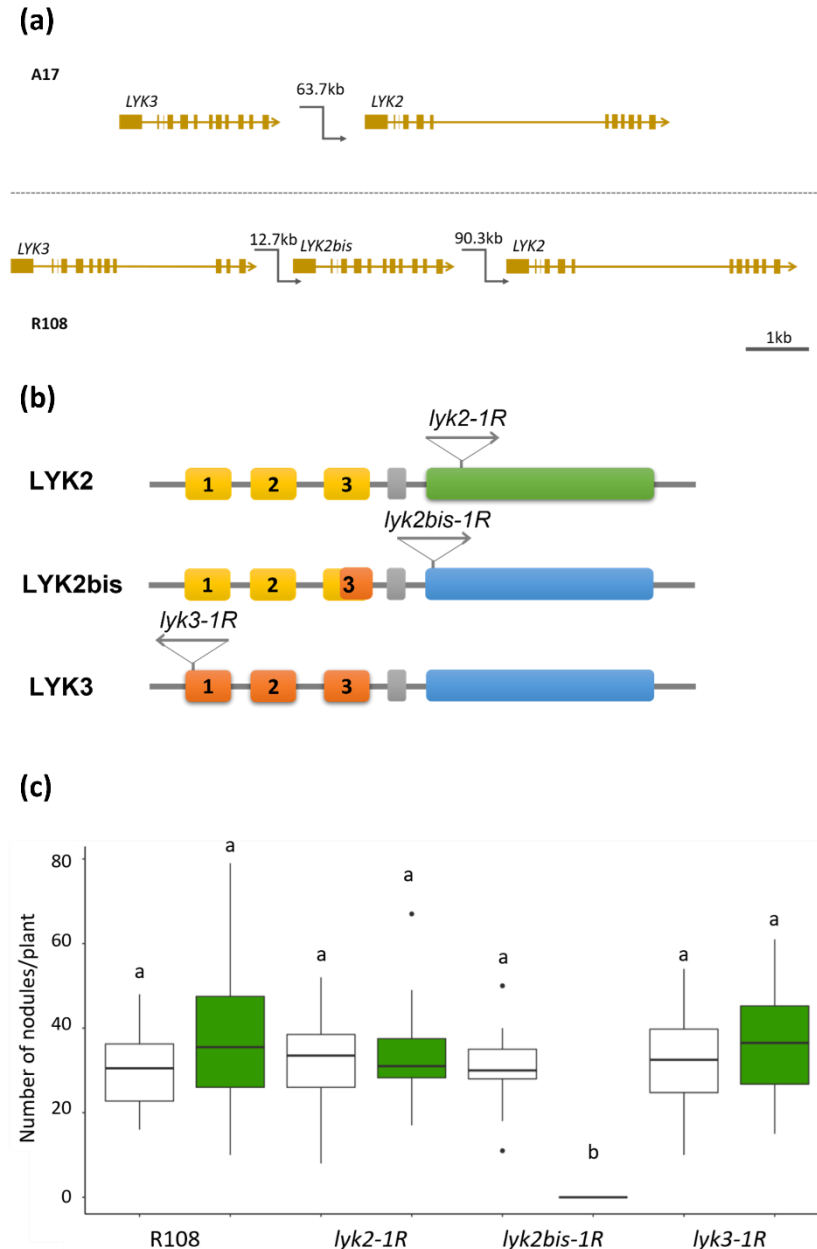 (a)
A17
LYK3
63.7kb
LYK2
LYK3
12.7kb
LYK2bis
90.3kb
LYK2
R108
1kb
(b)
lyk2-1R
LYK2
1 2 3
lyk2bis-1R
LYK2bis
1 2 3
lyk3-1R
LYK3
1 2 3
(c)
Number of nodules/plant
80
60
40
20
0
a a a a a b a a
R108 lyk2-1R lyk2bis-1R lyk3-1R